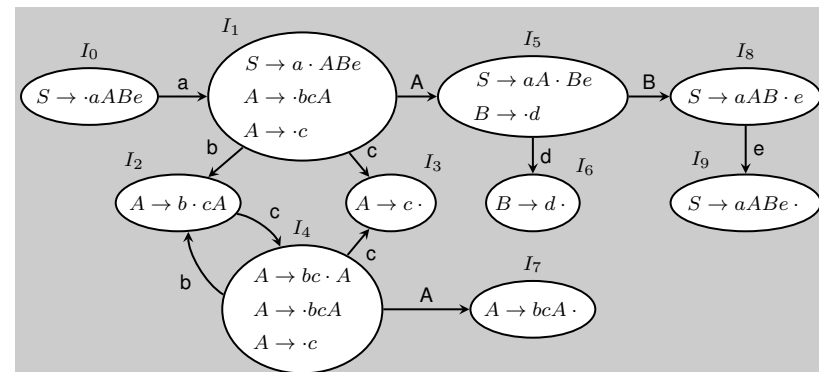 I₀
S → ·aABe
a
I₁
S → a · ABe
A → ·bcA
A → ·c
A
I₅
S → aA · Be
B → ·d
B
I₈
S → aAB · e
b
c
d
e
I₂
A → b · cA
I₃
A → c ·
I₆
B → d ·
I₉
S → aABe ·
c
b
c
I₄
A → bc · A
A → ·bcA
A → ·c
A
I₇
A → bcA ·